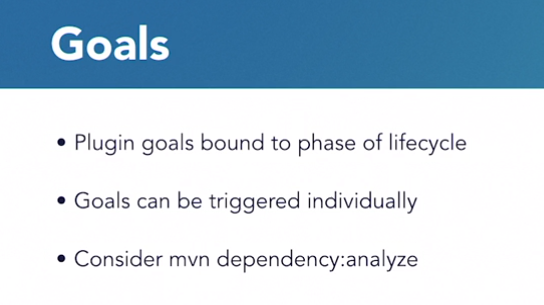 Goals
• Plugin goals bound to phase of lifecycle
• Goals can be triggered individually
• Consider mvn dependency:analyze